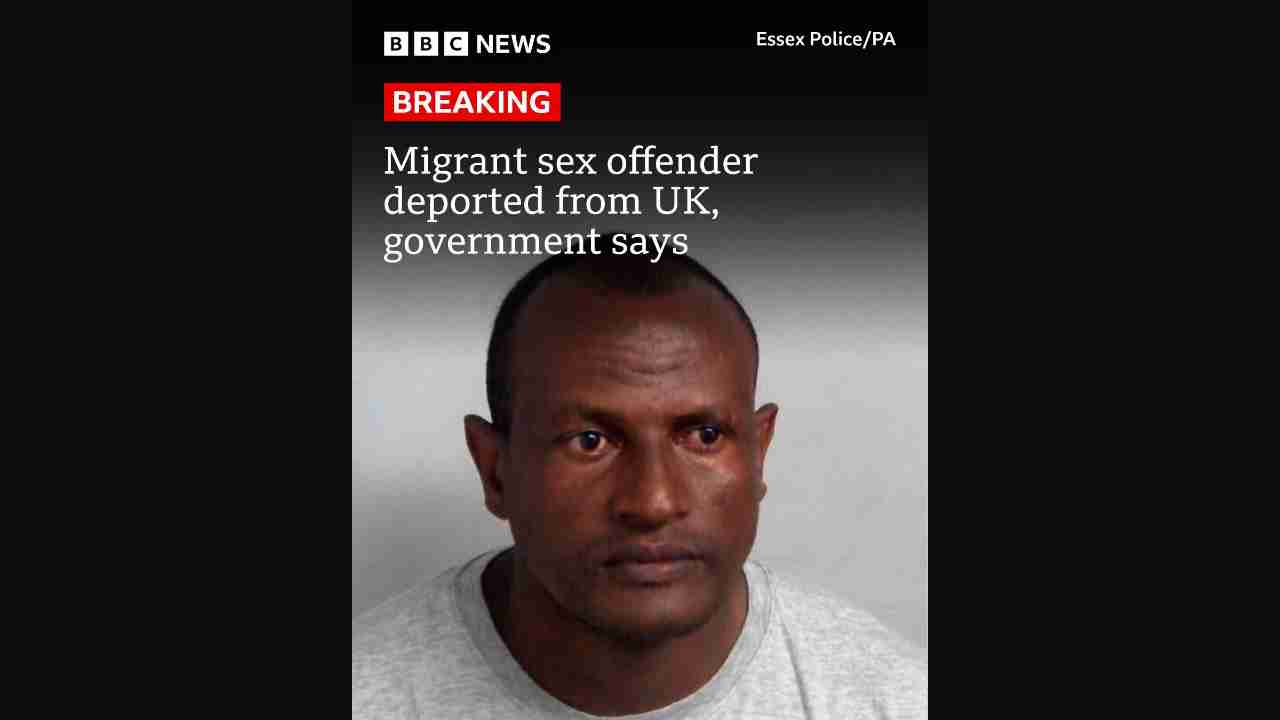 BBC NEWS
Essex Police/PA
BREAKING
Migrant sex offender
deported from UK,
government says